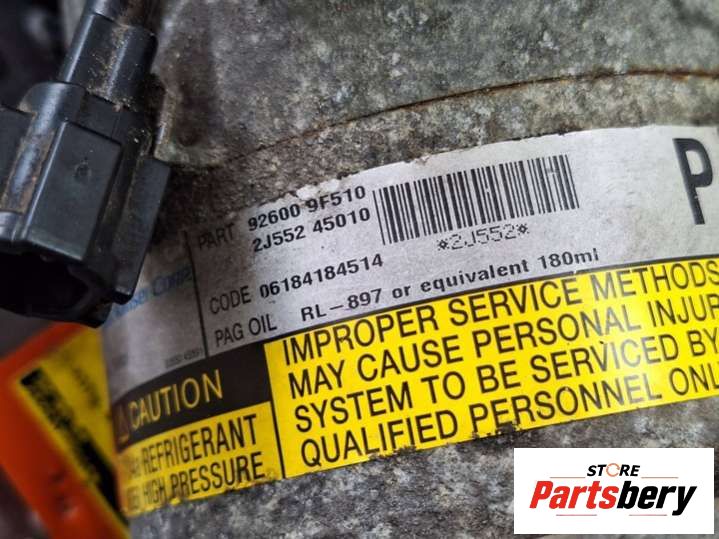 PART 92600 9F510
2J552 45010
*2J552*
P
CODE 06184184514
PAG OIL RL-897 or equivalent 180ml
Corp.
CAUTION
REFRIGERANT
HIGH PRESSURE
IMPROPER SERVICE METHODS
MAY CAUSE PERSONAL INJUR
SYSTEM TO BE SERVICED BY
QUALIFIED PERSONNEL ONL
STORE
Partsbery